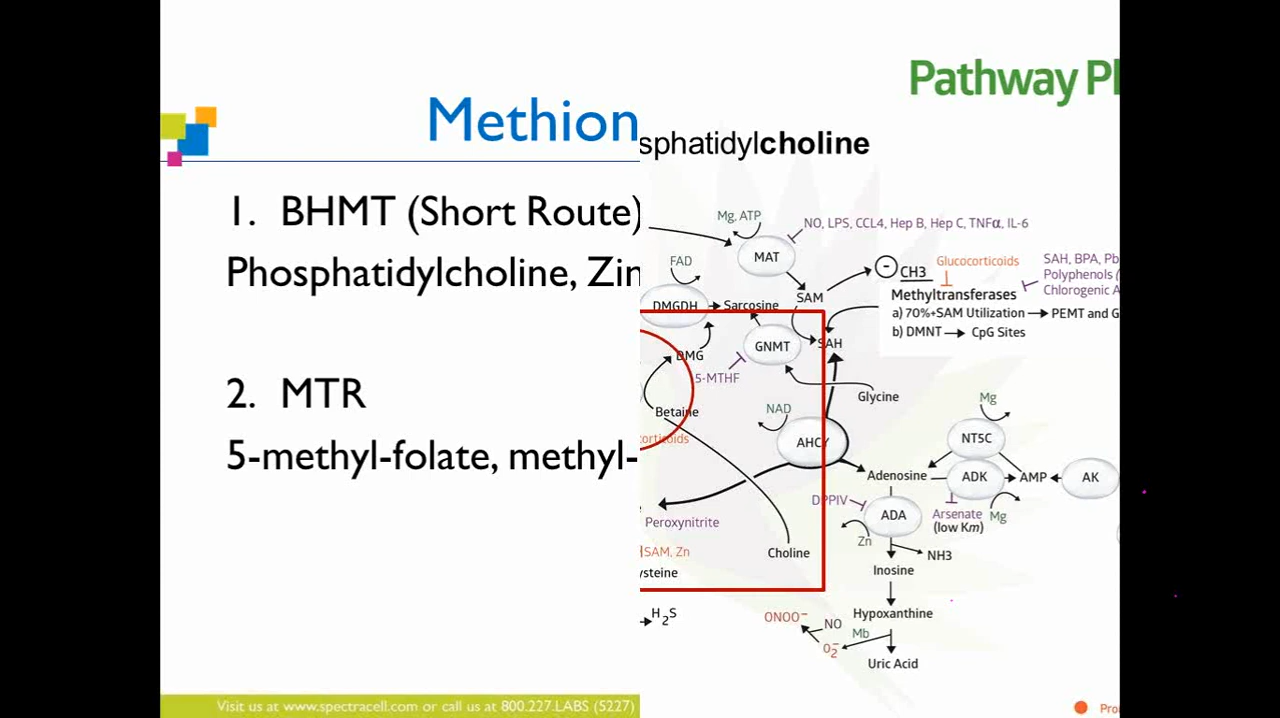 Methion
1. BHMT (Short Route)
Phosphatidylcholine, Zin
2. MTR
5-methyl-folate, methyl-
Visit us at www.spectracell.com or call us at 800.227.LABS (5227)
Pathway Pl
sphatidylcholine
Mg, ATP
NO, LPS, CCL4, Hep B, Hep C, TNFα, IL-6
MAT
FAD
CH3
Glucocorticoids
SAH, BPA, Pb
Polyphenols (
Chlorogenic A
SAM
Methyltransferases
DMGDH
Sarcosine
a) 70%+SAM Utilization
PEMT and G
b) DMNT
CpG Sites
GNMT
SAH
DMG
5-MTHF
Glycine
Betaine
NAD
Mg
corticoids
AHCY
NT5C
Adenosine
ADK
AMP
AK
DPPIV
ADA
Arsenate
(low Km)
Mg
Peroxynitrite
Zn
SAM, Zn
Choline
NH3
ysteine
Inosine
H2S
ONOO−
NO
Hypoxanthine
Mb
O2−
Uric Acid
Pro